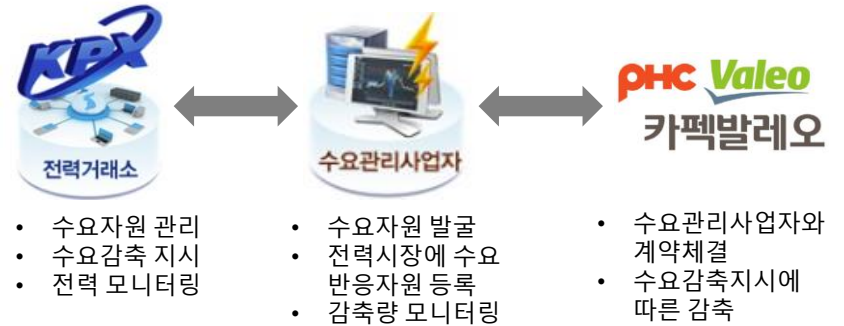 KPX
전력거래소
• 수요자원 관리
• 수요감축 지시
• 전력 모니터링
수요관리사업자
• 수요자원 발굴
• 전력시장에 수요
반응자원 등록
• 감축량 모니터링
PHC Valeo
카펙발레오
• 수요관리사업자와
계약체결
• 수요감축지시에
따른 감축